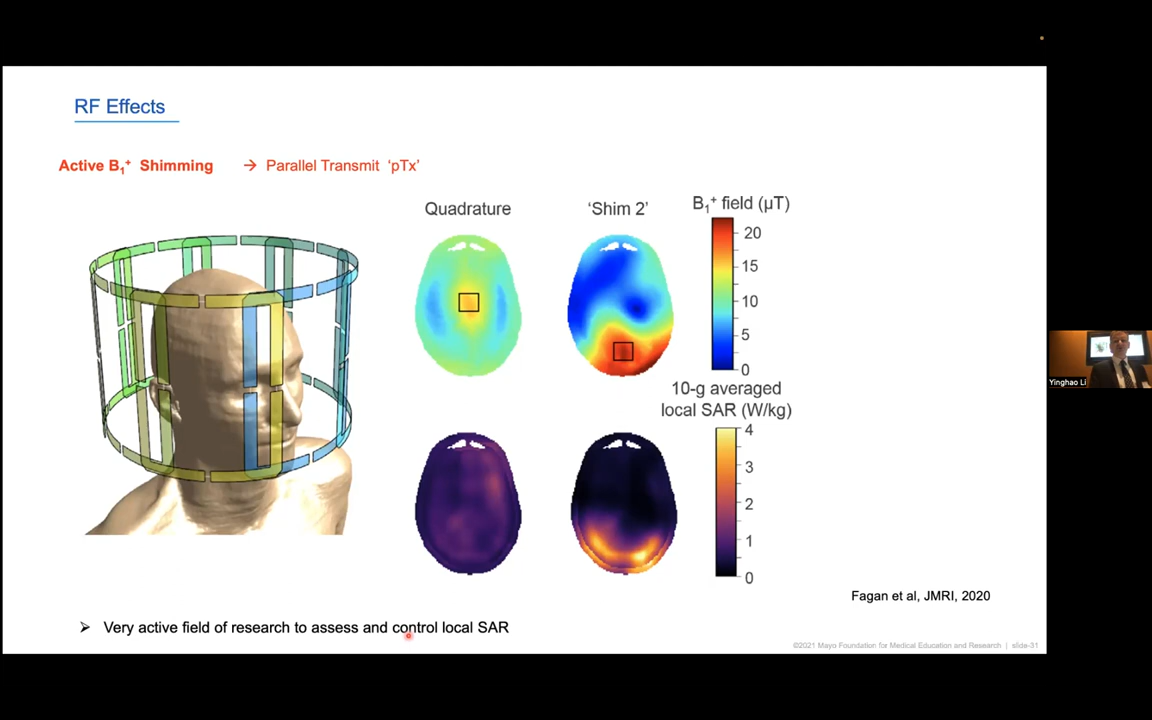 RF Effects
Active B₁⁺ Shimming → Parallel Transmit ‘pTx’
Quadrature
‘Shim 2’
B₁⁺ field (µT)
20
15
10
5
0
10-g averaged
local SAR (W/kg)
4
3
2
1
0
Fagan et al, JMRI, 2020
➢ Very active field of research to assess and control local SAR
©2021 Mayo Foundation for Medical Education and Research | slide-31
Yinghao Li